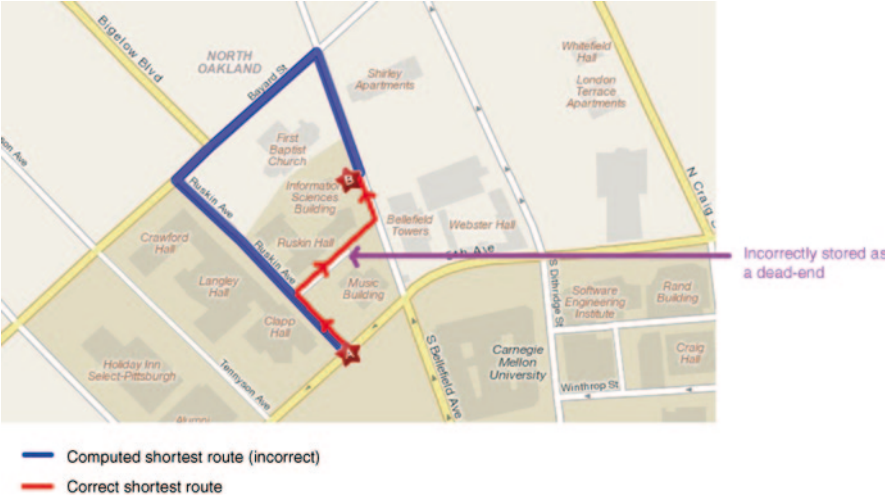 Bigelow Blvd
NORTH
OAKLAND
Bayard St
Shirley
Apartments
Whitefield
Hall
London
Terrace
Apartments
First
Baptist
Church
N Craig
Ruskin Ave
Information
Sciences
Building
B
Bellefield
Towers
Webster Hall
Crawford
Hall
Ruskin Hall
Ruskin Ave
Incorrectly stored as
a dead-end
Langley
Hall
Music
Building
S Dithridge St
Software
Engineering
Institute
Rand
Building
Clapp
Hall
A
S Bellefield Ave
Carnegie
Mellon
University
Craig
Hall
Holiday Inn
Select-Pittsburgh
Tennyson Ave
Winthrop St
Alumni
Computed shortest route (incorrect)
Correct shortest route